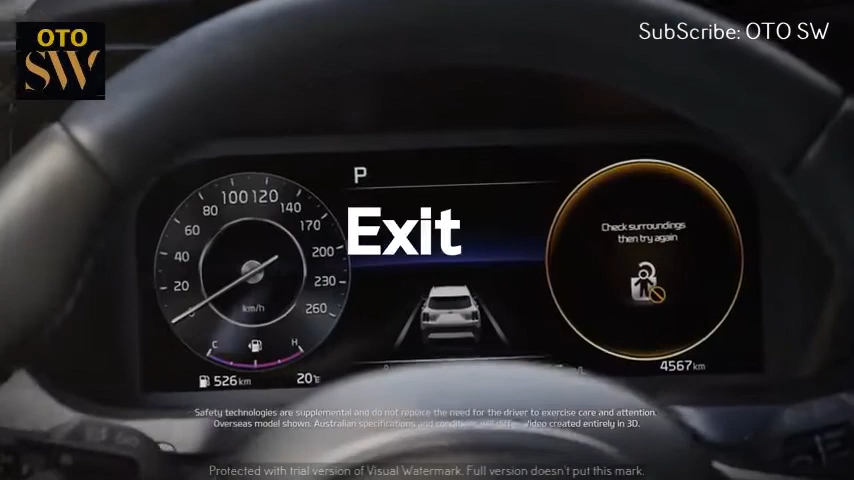 OTO
SW
SubScribe: OTO SW
P
Exit
100 120
80 140
60 170
40 200
20 230
0 260
km/h
Check surroundings
then try again
C H
526 km 20°c
4567 km
Safety technologies are supplemental and do not replace the need for the driver to exercise care and attention.
Overseas model shown. Australian specifications and conditions will differ. Video created entirely in 3D.
Protected with trial version of Visual Watermark. Full version doesn't put this mark.